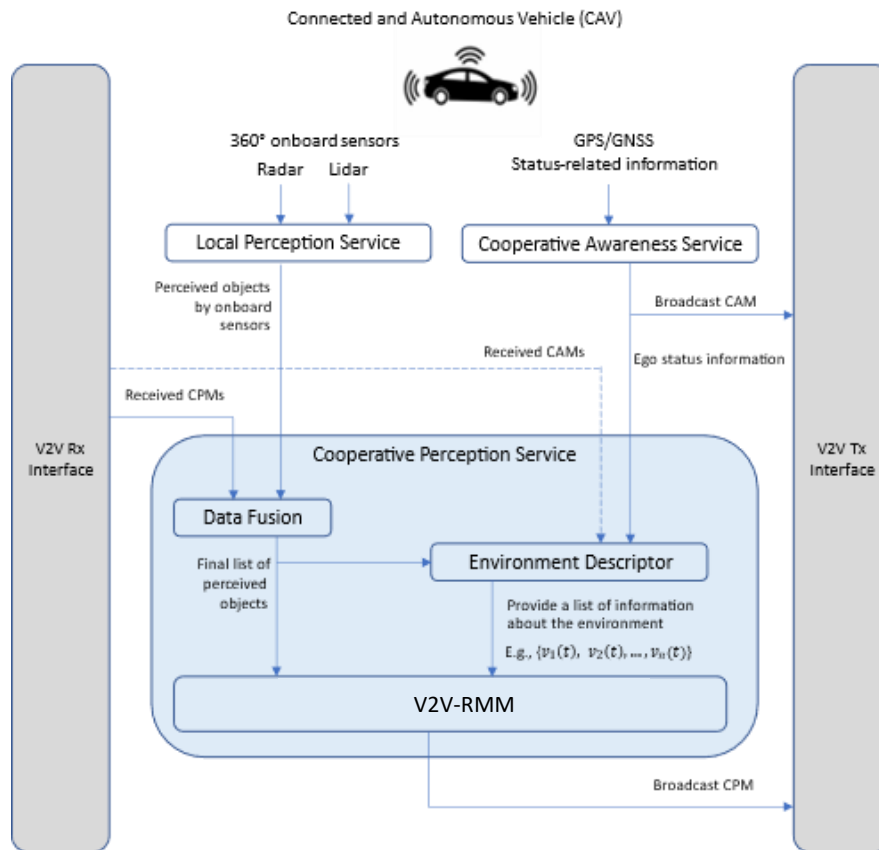 Connected and Autonomous Vehicle (CAV)
360° onboard sensors
Radar
Lidar
GPS/GNSS
Status-related information
Local Perception Service
Cooperative Awareness Service
Perceived objects
by onboard
sensors
Broadcast CAM
Received CAMs
Ego status information
Received CPMs
V2V Rx
Interface
V2V Tx
Interface
Cooperative Perception Service
Data Fusion
Environment Descriptor
Final list of
perceived
objects
Provide a list of information
about the environment
E.g., {v₁(t), v₂(t), ..., vₙ(t)}
V2V-RMM
Broadcast CPM